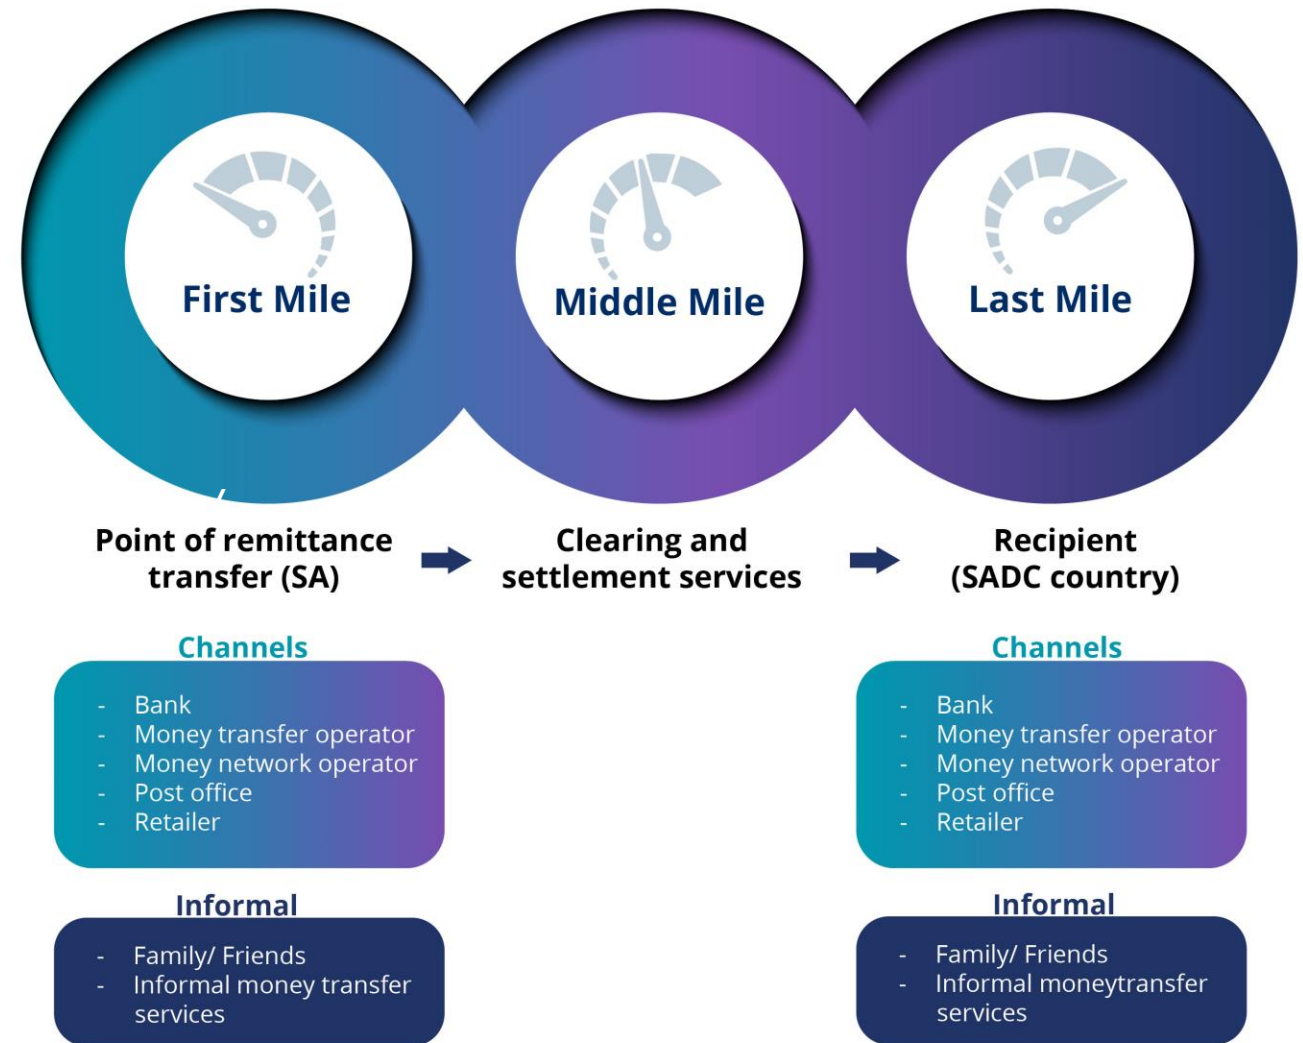 First Mile
Middle Mile
Last Mile
/
Point of remittance
transfer (SA)
Clearing and
settlement services
Recipient
(SADC country)
Channels
- Bank
- Money transfer operator
- Money network operator
- Post office
- Retailer
Informal
- Family/ Friends
- Informal money transfer
services
Channels
- Bank
- Money transfer operator
- Money network operator
- Post office
- Retailer
Informal
- Family/ Friends
- Informal moneytransfer
services